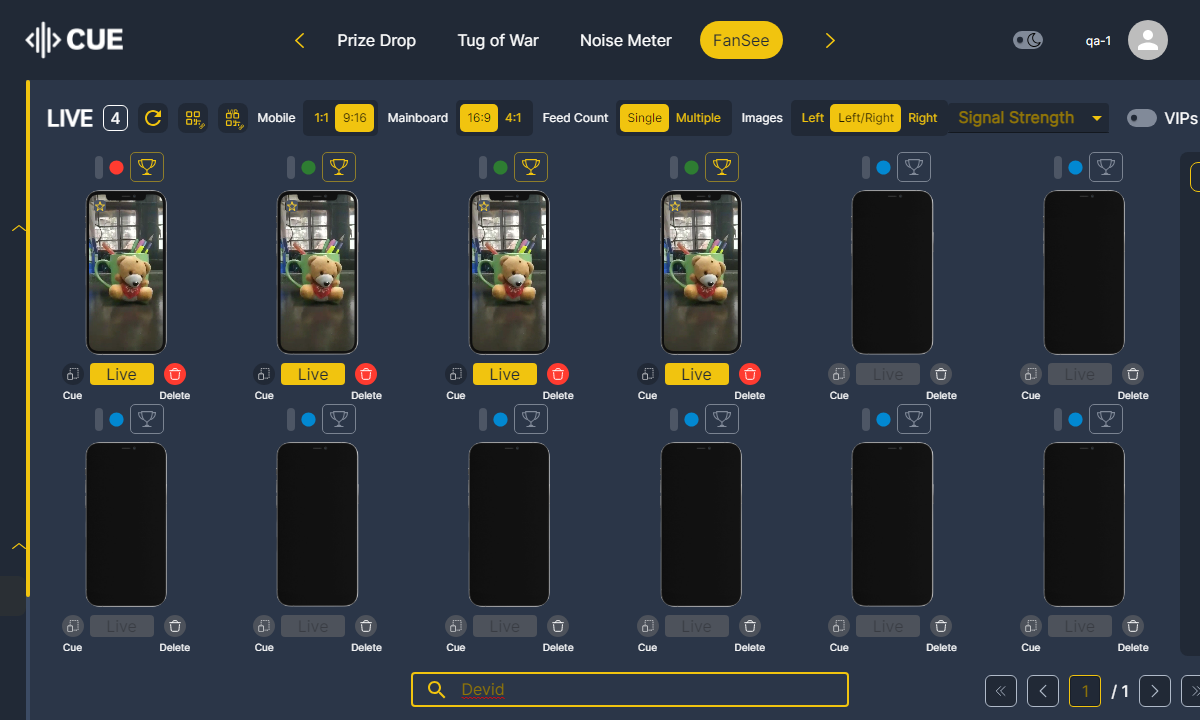 CUE
Prize Drop
Tug of War
Noise Meter
FanSee
qa-1
LIVE 4
Mobile 1:1 9:16
Mainboard 16:9 4:1
Feed Count Single Multiple
Images Left Left/Right Right
Signal Strength
VIPs
Live Live Live Live Live Live
Cue Delete Cue Delete Cue Delete Cue Delete Cue Delete Cue Delete
Live Live Live Live Live Live
Cue Delete Cue Delete Cue Delete Cue Delete Cue Delete Cue Delete
Devid
1 / 1